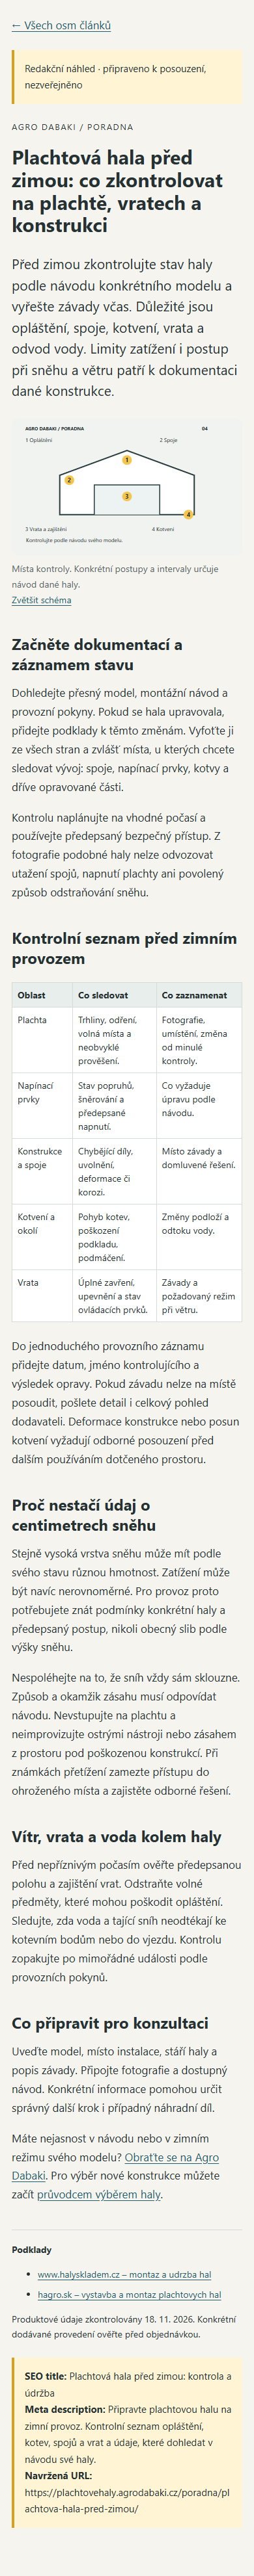 ← Všech osm článků
Redakční náhled · připraveno k posouzení,
nezveřejněno
AGRO DABAKI / PORADNA
Plachtová hala před
zimou: co zkontrolovat
na plachtě, vratech a
konstrukci
Před zimou zkontrolujte stav haly
podle návodu konkrétního modelu a
vyřešte závady včas. Důležité jsou
opláštění, spoje, kotvení, vrata a
odvod vody. Limity zatížení i postup
při sněhu a větru patří k dokumentaci
dané konstrukce.
AGRO DABAKI / PORADNA 04
1 Opláštění 2 Spoje
1
2
3
4
3 Vrata a zajištění 4 Kotvení
Kontrolujte podle návodu svého modelu.
Místa kontroly. Konkrétní postupy a intervaly určuje
návod dané haly.
Zvětšit schéma
Začněte dokumentací a
záznamem stavu
Dohledejte přesný model, montážní návod a
provozní pokyny. Pokud se hala upravovala,
přidejte podklady k těmto změnám. Vyfoťte ji
ze všech stran a zvlášť místa, u kterých chcete
sledovat vývoj: spoje, napínací prvky, kotvy a
dříve opravované části.
Kontrolu naplánujte na vhodné počasí a
používejte předepsaný bezpečný přístup. Z
fotografie podobné haly nelze odvozovat
utažení spojů, napnutí plachty ani povolený
způsob odstraňování sněhu.
Kontrolní seznam před zimním
provozem
Oblast Co sledovat Co zaznamenat
Plachta Trhliny, odření, volná místa a neobvyklé prověšení. Fotografie, umístění, změna od minulé kontroly.
Napínací prvky Stav popruhů, šněrování a předepsané napnutí. Co vyžaduje úpravu podle návodu.
Konstrukce a spoje Chybějící díly, uvolnění, deformace či korozi. Místo závady a domluvené řešení.
Kotvení a okolí Pohyb kotev, poškození podkladu, podmáčení. Změny podloží a odtoku vody.
Vrata Úplné zavření, upevnění a stav ovládacích prvků. Závady a požadovaný režim při větru.
Do jednoduchého provozního záznamu
přidejte datum, jméno kontrolujícího a
výsledek opravy. Pokud závadu nelze na místě
posoudit, pošlete detail i celkový pohled
dodavateli. Deformace konstrukce nebo posun
kotvení vyžadují odborné posouzení před
dalším používáním dotčeného prostoru.
Proč nestačí údaj o
centimetrech sněhu
Stejně vysoká vrstva sněhu může mít podle
svého stavu různou hmotnost. Zatížení může
být navíc nerovnoměrné. Pro provoz proto
potřebujete znát podmínky konkrétní haly a
předepsaný postup, nikoli obecný slib podle
výšky sněhu.
Nespoléhejte na to, že sníh vždy sám sklouzne.
Způsob a okamžik zásahu musí odpovídat
návodu. Nevstupujte na plachtu a
neimprovizujte ostrými nástroji nebo zásahem
z prostoru pod poškozenou konstrukcí. Při
známkách přetížení zamezte přístupu do
ohroženého místa a zajistěte odborné řešení.
Vítr, vrata a voda kolem haly
Před nepříznivým počasím ověřte předepsanou
polohu a zajištění vrat. Odstraňte volné
předměty, které mohou poškodit opláštění.
Sledujte, zda voda a tající sníh neodtékají ke
kotevním bodům nebo do vjezdu. Kontrolu
zopakujte po mimořádné události podle
provozních pokynů.
Co připravit pro konzultaci
Uveďte model, místo instalace, stáří haly a
popis závady. Připojte fotografie a dostupný
návod. Konkrétní informace pomohou určit
správný další krok i případný náhradní díl.
Máte nejasnost v návodu nebo v zimním
režimu svého modelu? Obraťte se na Agro
Dabaki. Pro výběr nové konstrukce můžete
začít průvodcem výběrem haly.
Podklady
• www.halyskladem.cz – montaz a udrzba hal
• hagro.sk – vystavba a montaz plachtovych hal
Produktové údaje zkontrolovány 18. 11. 2026. Konkrétní
dodávané provedení ověřte před objednávkou.
SEO title: Plachtová hala před zimou: kontrola a
údržba
Meta description: Připravte plachtovou halu na
zimní provoz. Kontrolní seznam opláštění,
kotev, spojů a vrat a údaje, které dohledat v
návodu své haly.
Navržená URL:
https://plachtovehaly.agrodabaki.cz/poradna/pl
achtova-hala-pred-zimou/